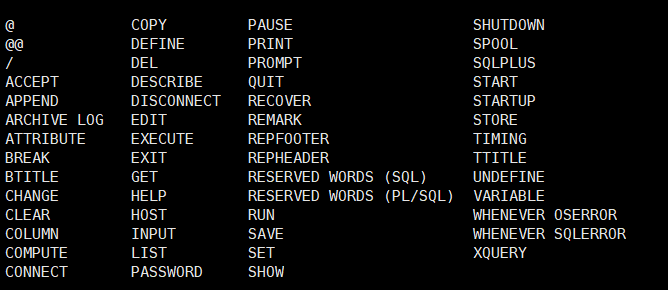 @ COPY PAUSE SHUTDOWN
@@ DEFINE PRINT SPOOL
/ DEL PROMPT SQLPLUS
ACCEPT DESCRIBE QUIT START
APPEND DISCONNECT RECOVER STARTUP
ARCHIVE LOG EDIT REMARK STORE
ATTRIBUTE EXECUTE REPFOOTER TIMING
BREAK EXIT REPHEADER TTITLE
BTITLE GET RESERVED WORDS (SQL) UNDEFINE
CHANGE HELP RESERVED WORDS (PL/SQL) VARIABLE
CLEAR HOST RUN WHENEVER OSERROR
COLUMN INPUT SAVE WHENEVER SQLERROR
COMPUTE LIST SET XQUERY
CONNECT PASSWORD SHOW